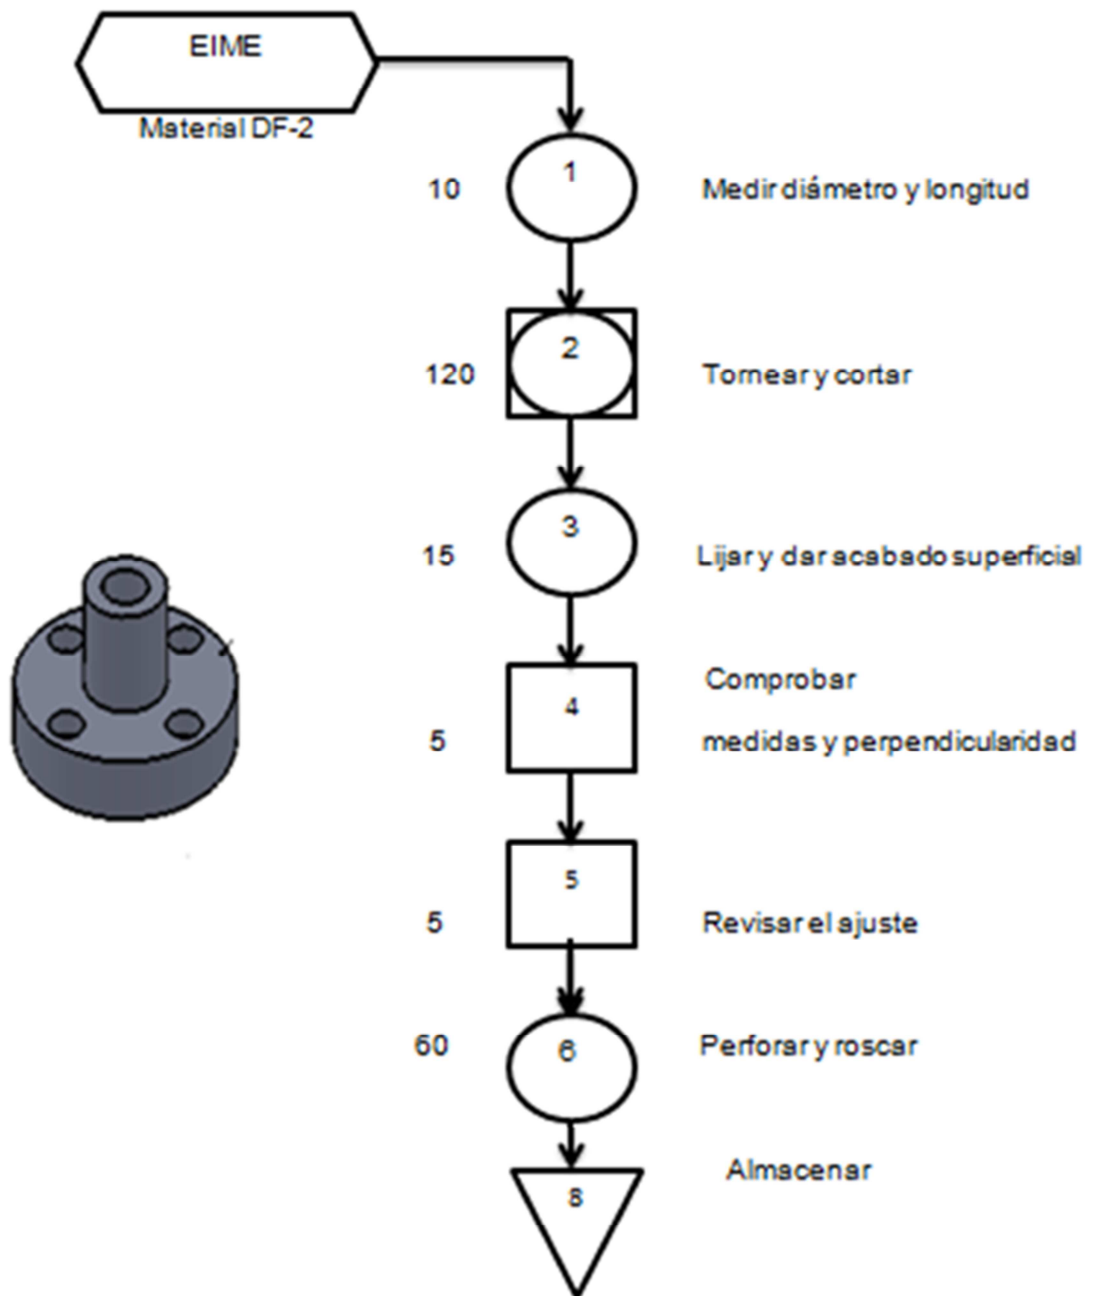 EIME
Material DF-2
1
10
Medir diámetro y longitud
2
120
Tornear y cortar
3
15
Lijar y dar acabado superficial
4
Comprobar
5
medidas y perpendicularidad
5
5
Revisar el ajuste
6
60
Perforar y roscar
Almacenar
8